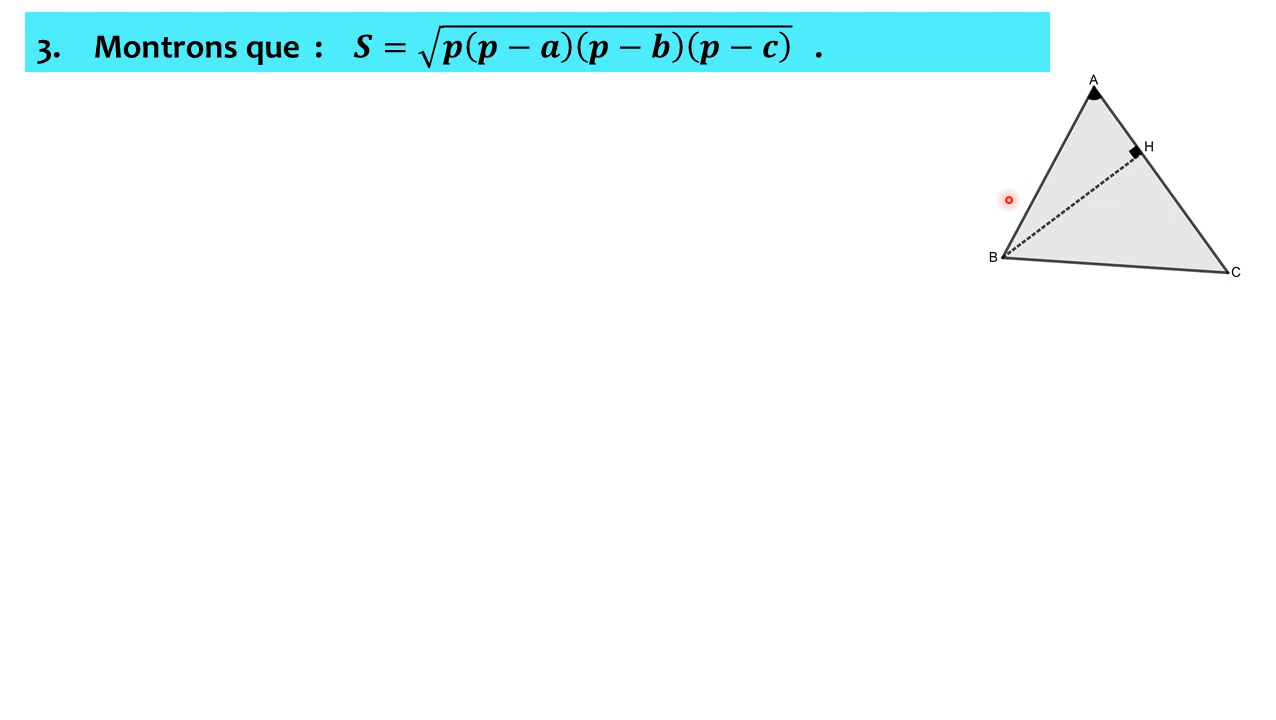 3. Montrons que : S = √p(p − a)(p − b)(p − c) .
A
H
B
C